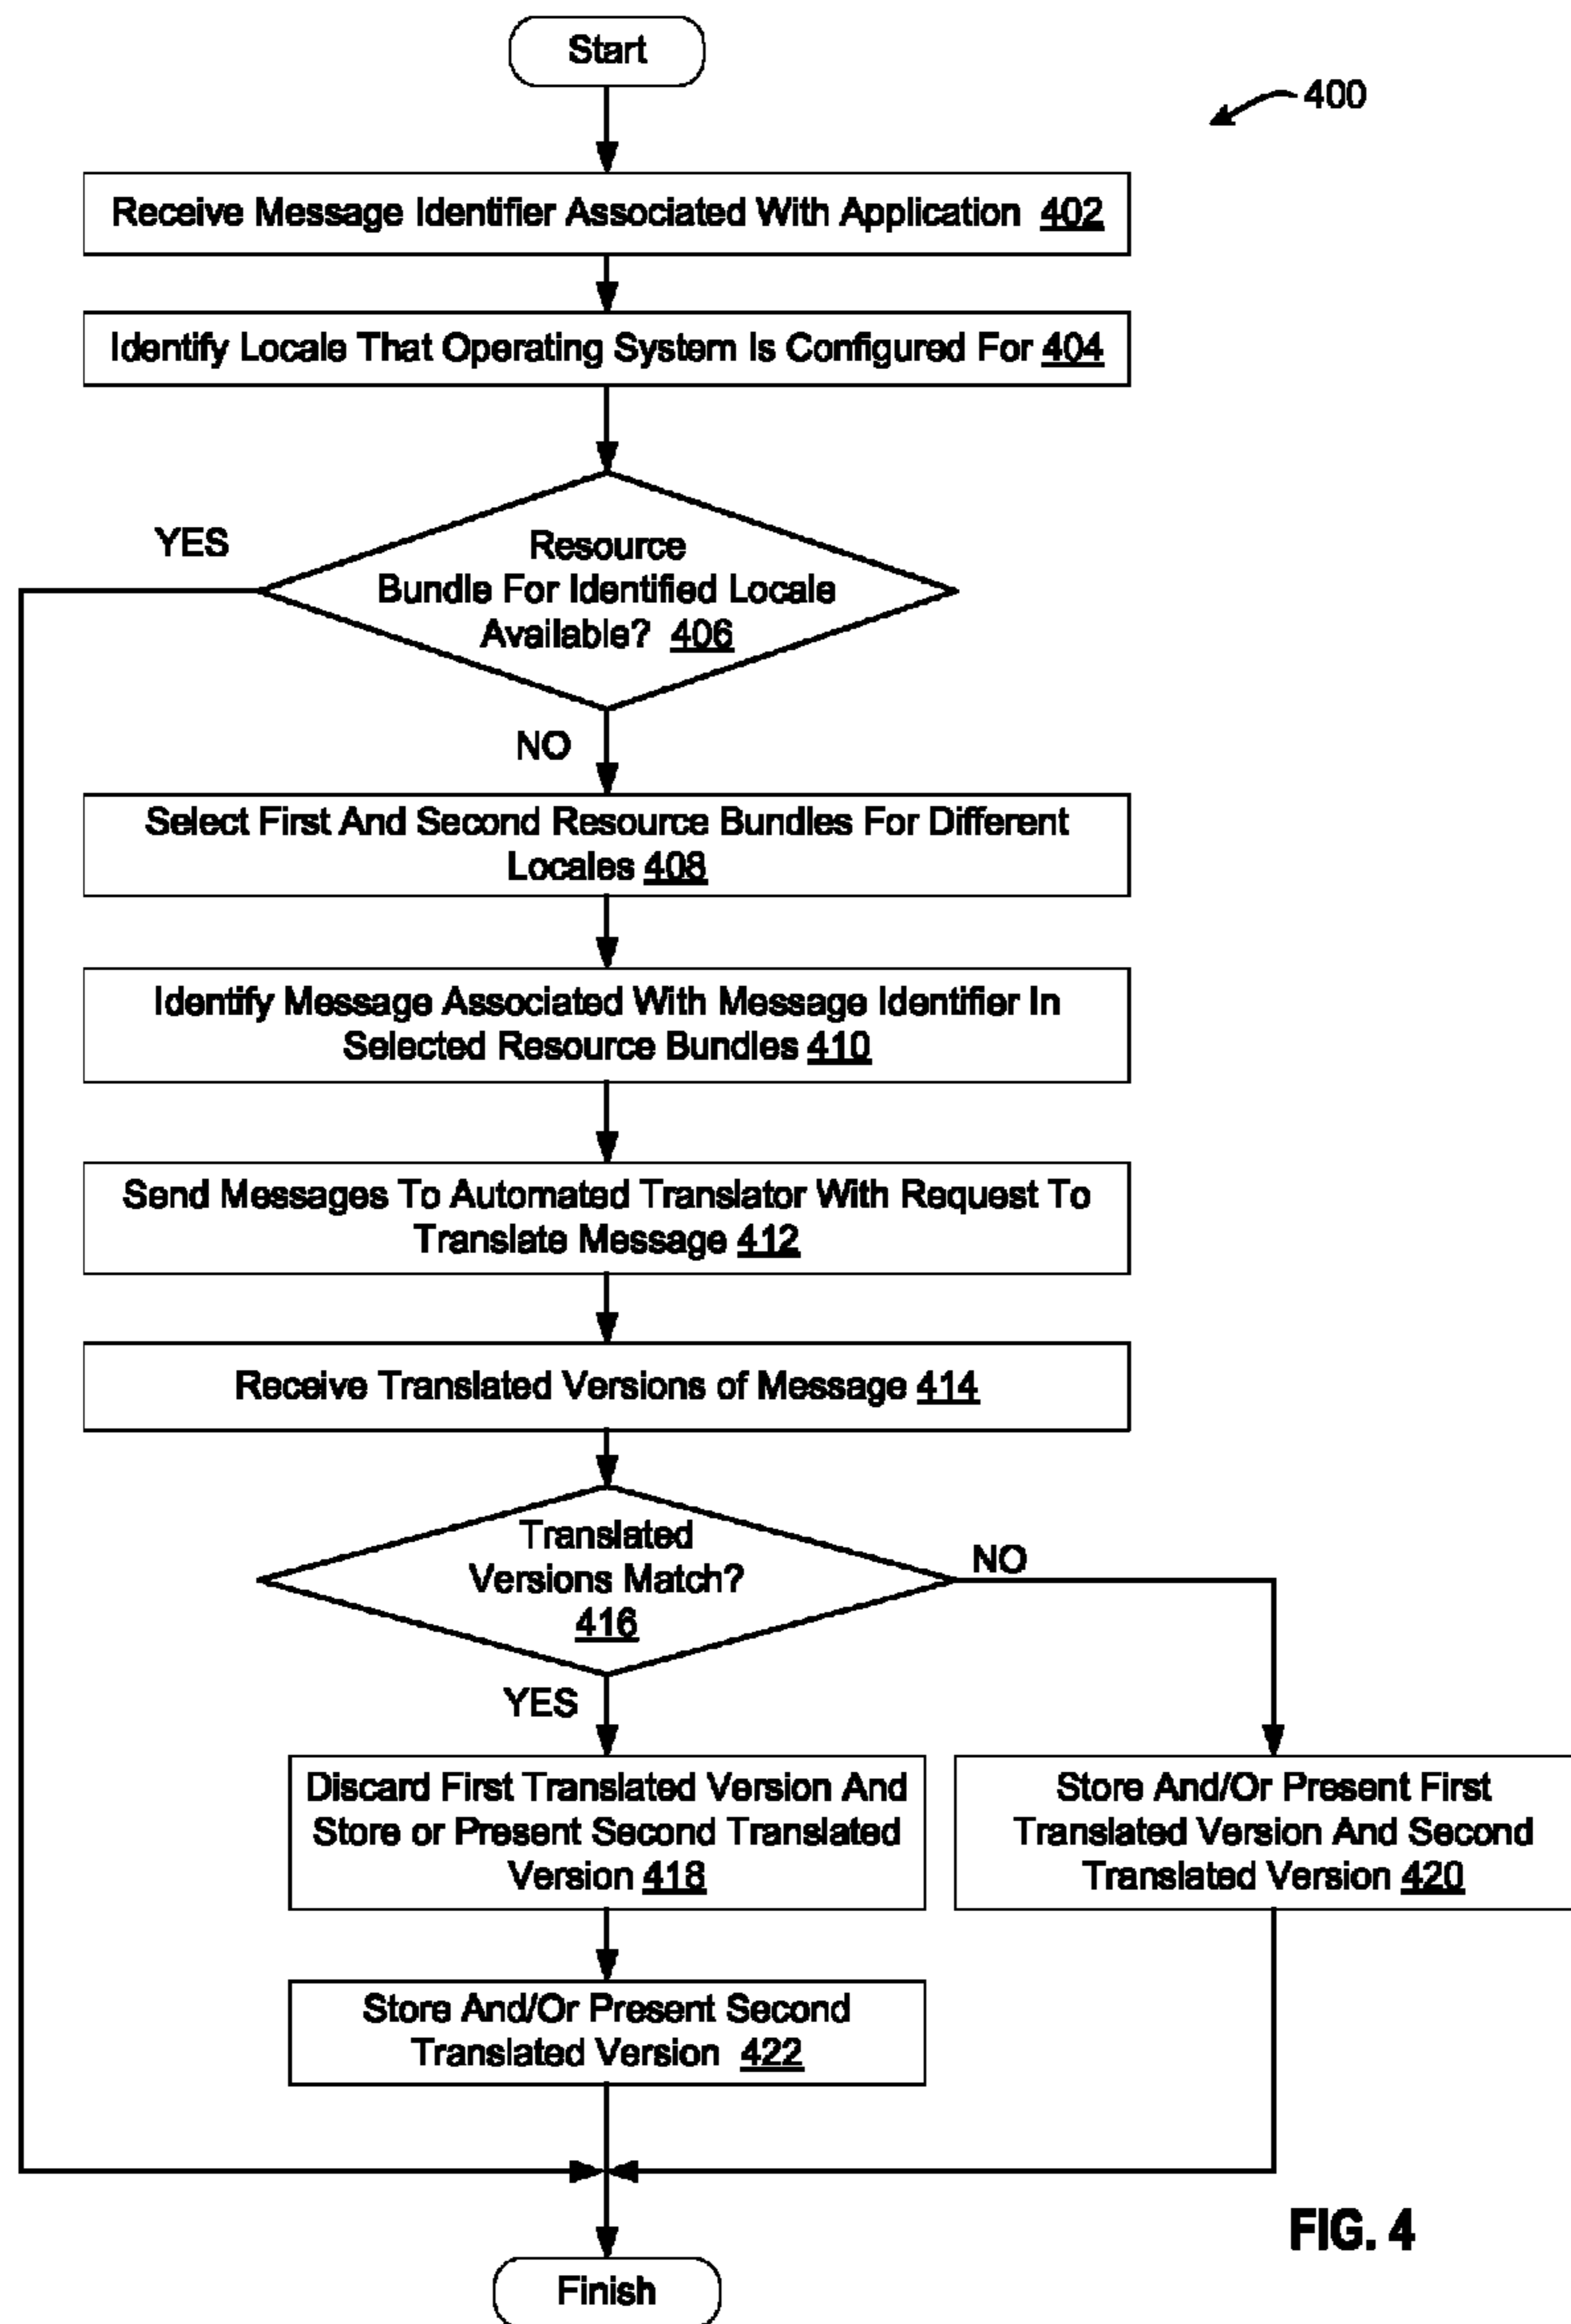 Start
400
Receive Message Identifier Associated With Application 402
Identify Locale That Operating System Is Configured For 404
YES
Resource
Bundle For Identified Locale
Available? 406
NO
Select First And Second Resource Bundles For Different
Locales 408
Identify Message Associated With Message Identifier In
Selected Resource Bundles 410
Send Messages To Automated Translator With Request To
Translate Message 412
Receive Translated Versions of Message 414
Translated
Versions Match?
416
NO
YES
Discard First Translated Version And
Store or Present Second Translated
Version 418
Store And/Or Present First
Translated Version And Second
Translated Version 420
Store And/Or Present Second
Translated Version 422
FIG. 4
Finish